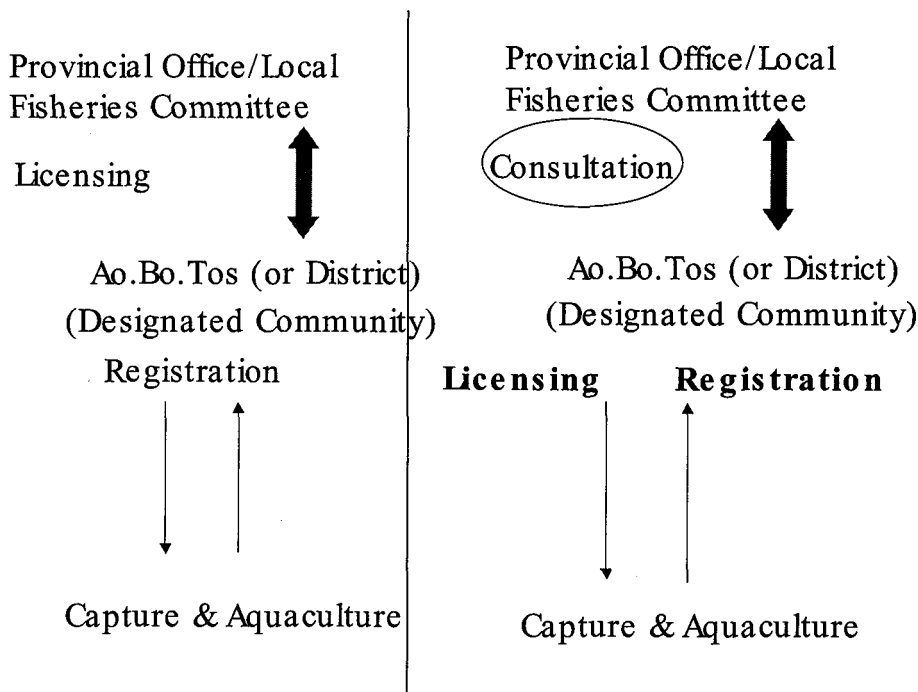 Provincial Office/Local
Fisheries Committee
Licensing
Ao.Bo.Tos (or District)
(Designated Community)
Registration
Capture & Aquaculture
Provincial Office/Local
Fisheries Committee
Consultation
Ao.Bo.Tos (or District)
(Designated Community)
Licensing Registration
Capture & Aquaculture